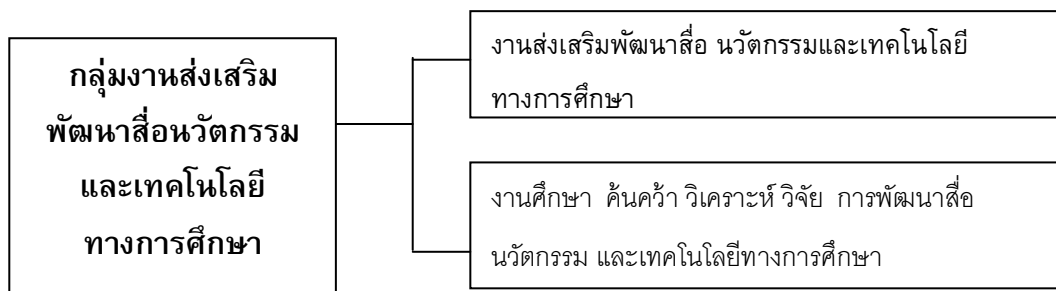 กลุ่มงานส่งเสริม
พัฒนาสื่อนวัตกรรม
และเทคโนโลยี
ทางการศึกษา
งานส่งเสริมพัฒนาสื่อ นวัตกรรมและเทคโนโลยี
ทางการศึกษา
งานศึกษา ค้นคว้า วิเคราะห์ วิจัย การพัฒนาสื่อ
นวัตกรรม และเทคโนโลยีทางการศึกษา